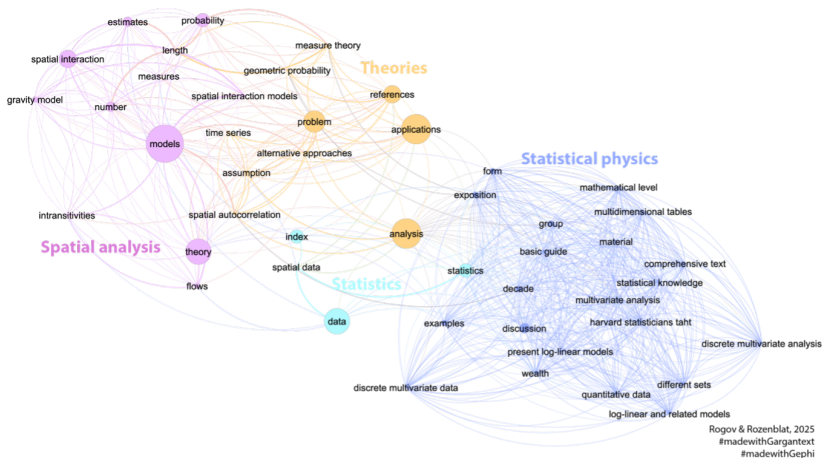 estimates
probability
length
measure theory
spatial interaction
Theories
geometric probability
measures
references
spatial interaction models
gravity model
number
problem
applications
time series
models
alternative approaches
Statistical physics
form
assumption
mathematical level
exposition
multidimensional tables
intransitivities
spatial autocorrelation
group
analysis
index
material
Spatial analysis
theory
basic guide
comprehensive text
spatial data
statistics
statistical knowledge
flows
Statistics
decade
multivariate analysis
data
examples
discussion
harvard statisticians taht
discrete multivariate analysis
present log-linear models
wealth
discrete multivariate data
different sets
quantitative data
log-linear and related models
Rogov & Rozenblat, 2025
#madewithGargantext
#madewithGephi